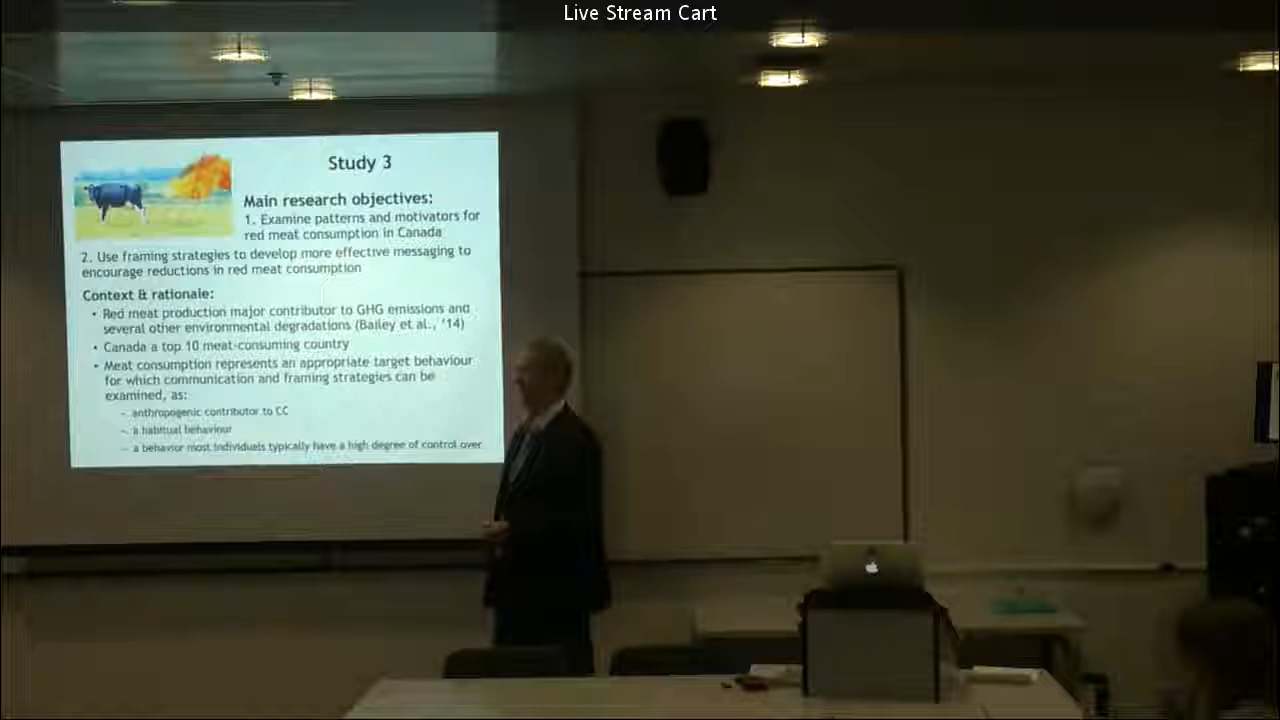 Live Stream Cart
Study 3
Main research objectives:
1. Examine patterns and motivators for
red meat consumption in Canada
2. Use framing strategies to develop more effective messaging to
encourage reductions in red meat consumption
Context & rationale:
• Red meat production major contributor to GHG emissions and
several other environmental degradations (Bailey et al., '14)
• Canada a top 10 meat-consuming country
• Meat consumption represents an appropriate target behaviour
for which communication and framing strategies can be
examined, as:
– anthropogenic contributor to CC
– a habitual behaviour
– a behavior most individuals typically have a high degree of control over